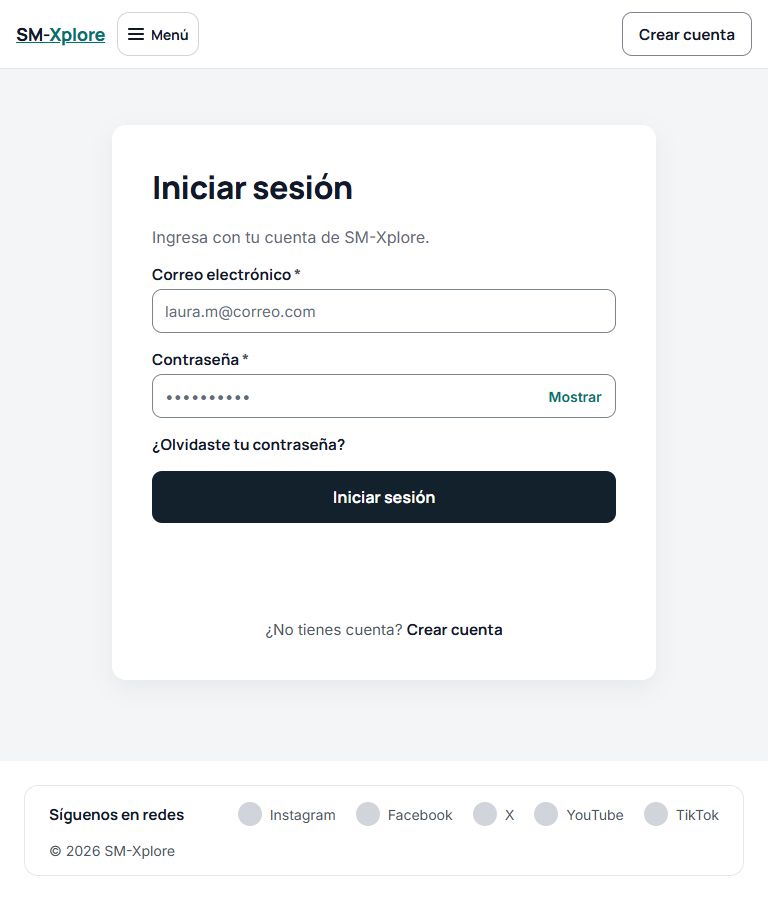 SM-Xplore
Menú
Crear cuenta
Iniciar sesión
Ingresa con tu cuenta de SM-Xplore.
Correo electrónico *
laura.m@correo.com
Contraseña *
••••••••••
Mostrar
¿Olvidaste tu contraseña?
Iniciar sesión
¿No tienes cuenta? Crear cuenta
Síguenos en redes
Instagram
Facebook
X
YouTube
TikTok
© 2026 SM-Xplore